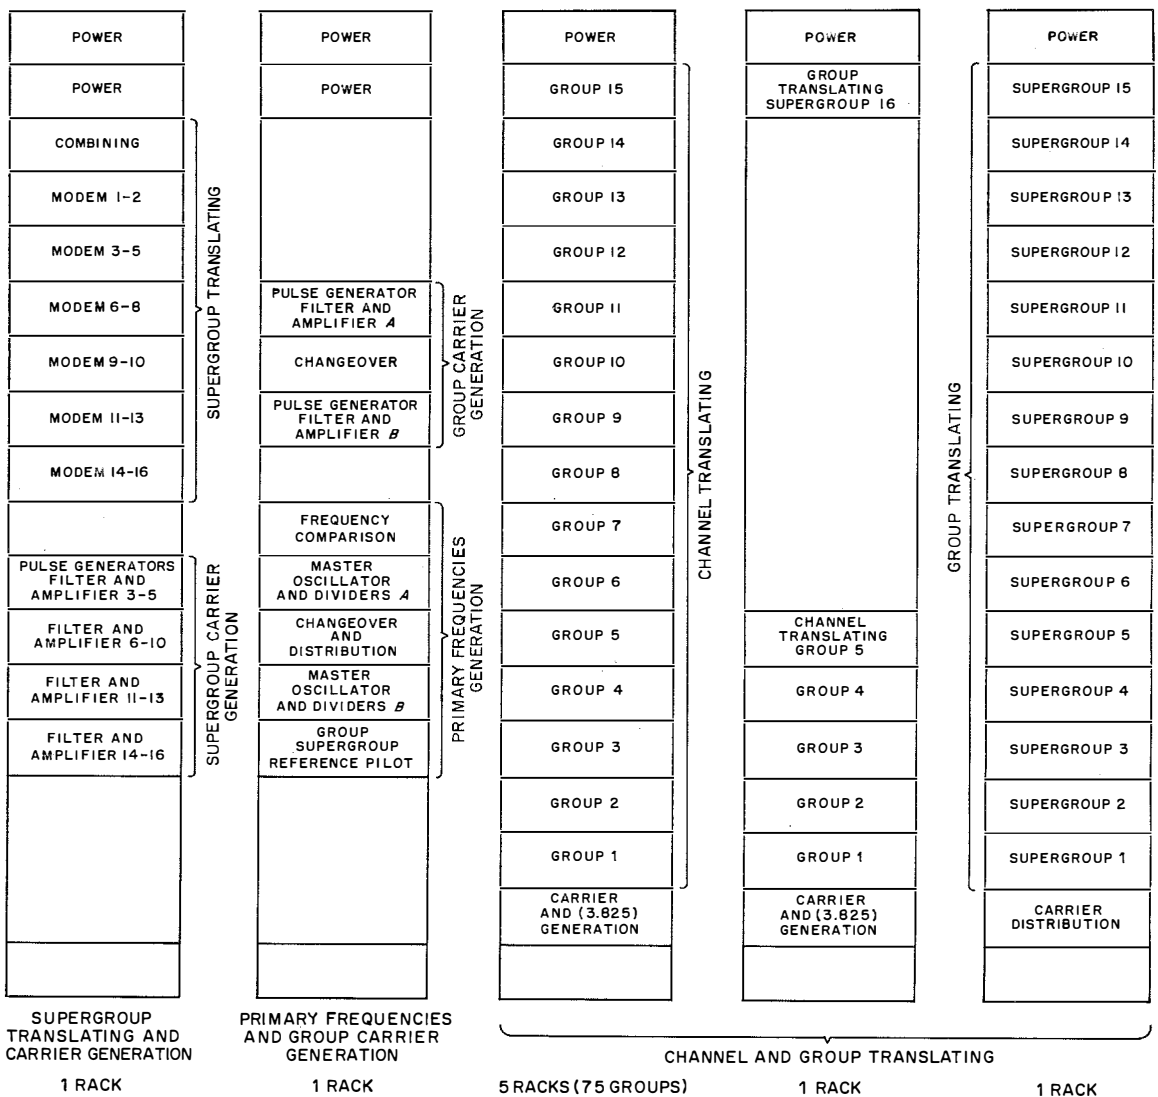 POWER
POWER
COMBINING
MODEM 1-2
MODEM 3-5
MODEM 6-8
MODEM 9-10
MODEM 11-13
MODEM 14-16
PULSE GENERATORS
FILTER AND
AMPLIFIER 3-5
FILTER AND
AMPLIFIER 6-10
FILTER AND
AMPLIFIER 11-13
FILTER AND
AMPLIFIER 14-16
SUPERGROUP TRANSLATING
SUPERGROUP CARRIER
GENERATION
SUPERGROUP
TRANSLATING AND
CARRIER GENERATION
1 RACK
POWER
POWER
PULSE GENERATOR
FILTER AND
AMPLIFIER A
CHANGEOVER
PULSE GENERATOR
FILTER AND
AMPLIFIER B
FREQUENCY
COMPARISON
MASTER
OSCILLATOR
AND DIVIDERS A
CHANGEOVER
AND
DISTRIBUTION
MASTER
OSCILLATOR
AND DIVIDERS B
GROUP
SUPERGROUP
REFERENCE PILOT
GROUP CARRIER
GENERATION
PRIMARY FREQUENCIES
GENERATION
PRIMARY FREQUENCIES
AND GROUP CARRIER
GENERATION
1 RACK
POWER
GROUP 15
GROUP 14
GROUP 13
GROUP 12
GROUP 11
GROUP 10
GROUP 9
GROUP 8
GROUP 7
GROUP 6
GROUP 5
GROUP 4
GROUP 3
GROUP 2
GROUP 1
CARRIER
AND (3.825)
GENERATION
CHANNEL TRANSLATING
5 RACKS (75 GROUPS)
POWER
GROUP
TRANSLATING
SUPERGROUP 16
CHANNEL
TRANSLATING
GROUP 5
GROUP 4
GROUP 3
GROUP 2
GROUP 1
CARRIER
AND (3.825)
GENERATION
1 RACK
POWER
SUPERGROUP 15
SUPERGROUP 14
SUPERGROUP 13
SUPERGROUP 12
SUPERGROUP 11
SUPERGROUP 10
SUPERGROUP 9
SUPERGROUP 8
SUPERGROUP 7
SUPERGROUP 6
SUPERGROUP 5
SUPERGROUP 4
SUPERGROUP 3
SUPERGROUP 2
SUPERGROUP 1
CARRIER
DISTRIBUTION
GROUP TRANSLATING
1 RACK
CHANNEL AND GROUP TRANSLATING